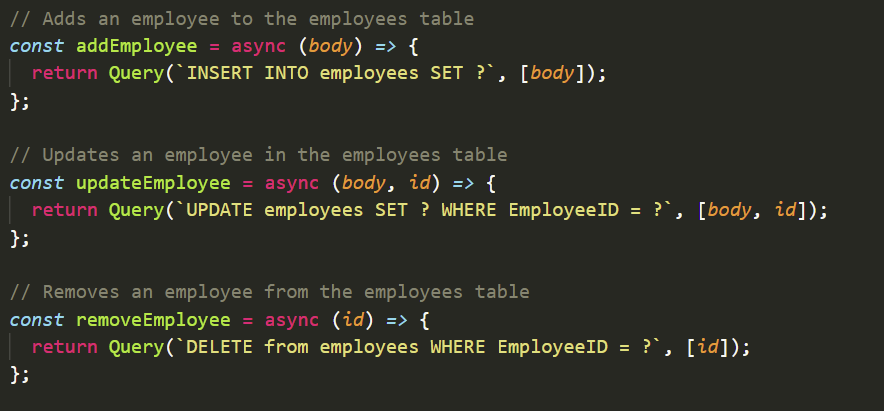 // Adds an employee to the employees table
const addEmployee = async (body) => {
  return Query(`INSERT INTO employees SET ?`, [body]);
};

// Updates an employee in the employees table
const updateEmployee = async (body, id) => {
  return Query(`UPDATE employees SET ? WHERE EmployeeID = ?`, [body, id]);
};

// Removes an employee from the employees table
const removeEmployee = async (id) => {
  return Query(`DELETE from employees WHERE EmployeeID = ?`, [id]);
};